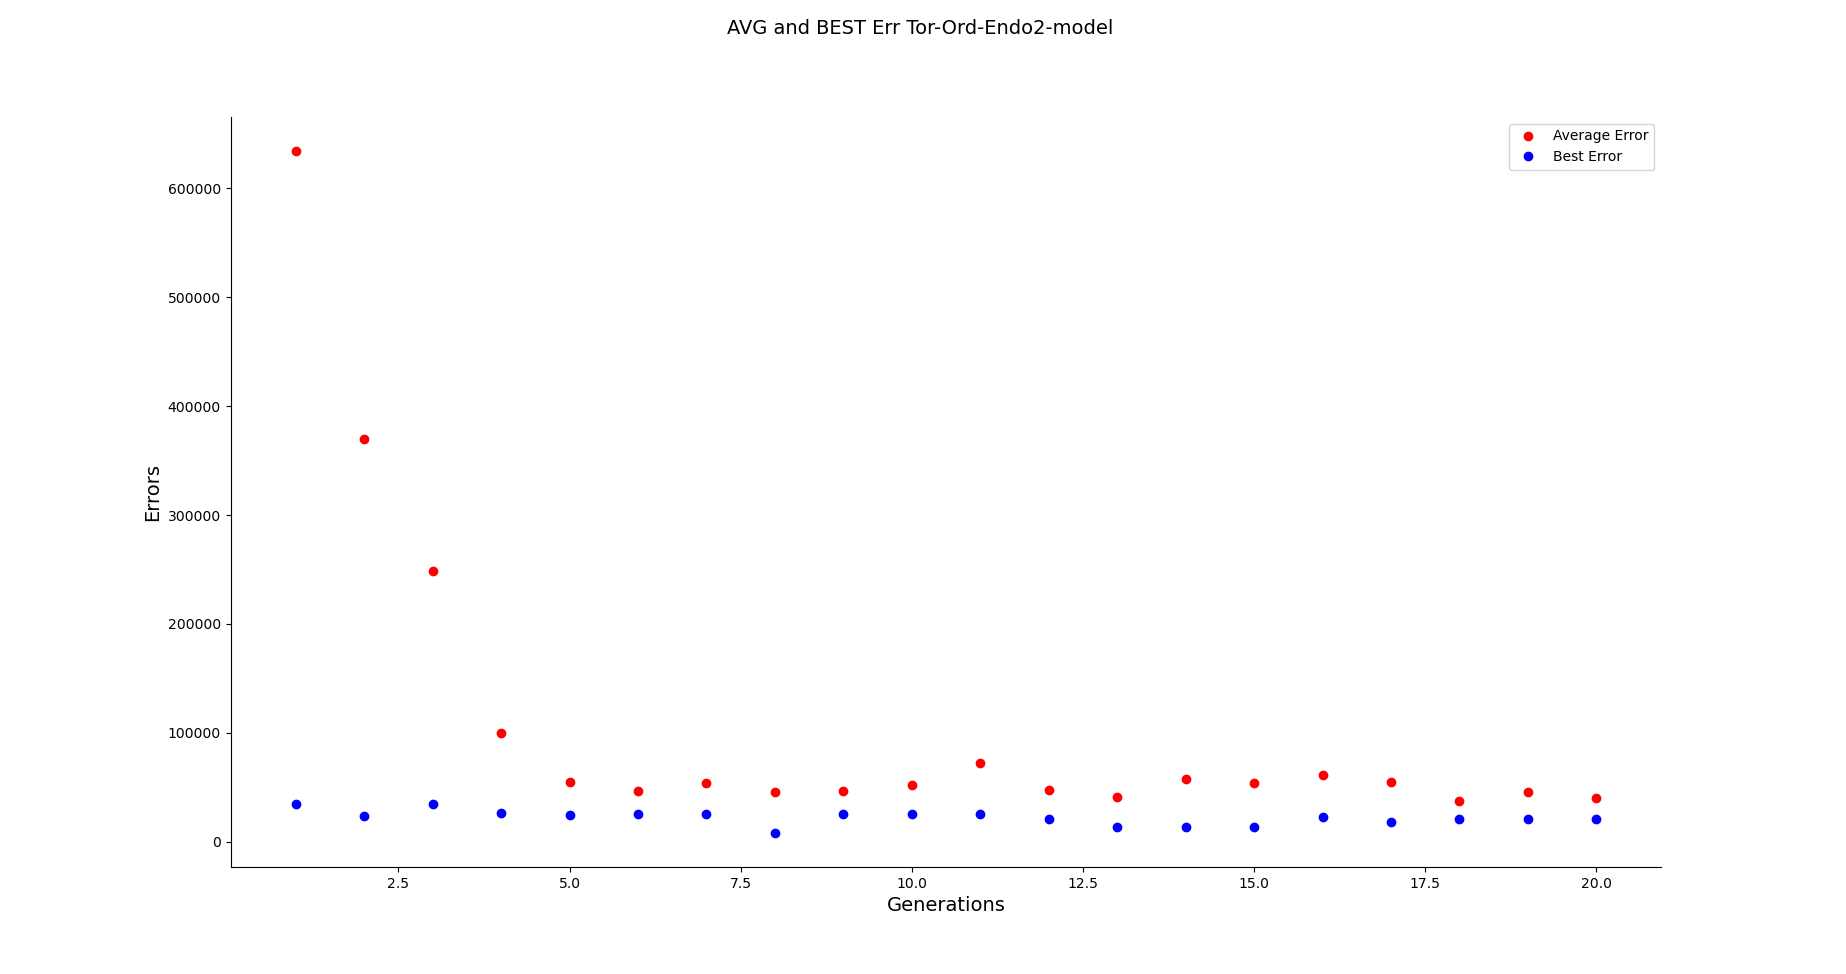 AVG and BEST Err Tor-Ord-Endo2-model
Average Error
Best Error
600000
500000
400000
300000
200000
100000
0
Errors
2.5 5.0 7.5 10.0 12.5 15.0 17.5 20.0
Generations